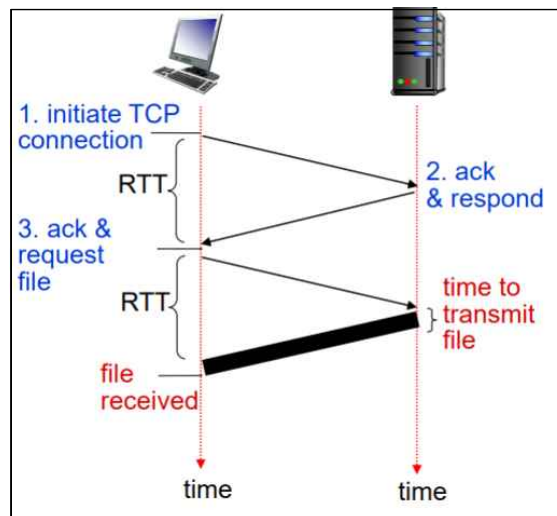 1. initiate TCP
connection
RTT
2. ack
& respond
3. ack &
request
file
RTT
time to
transmit
file
file
received
time
time